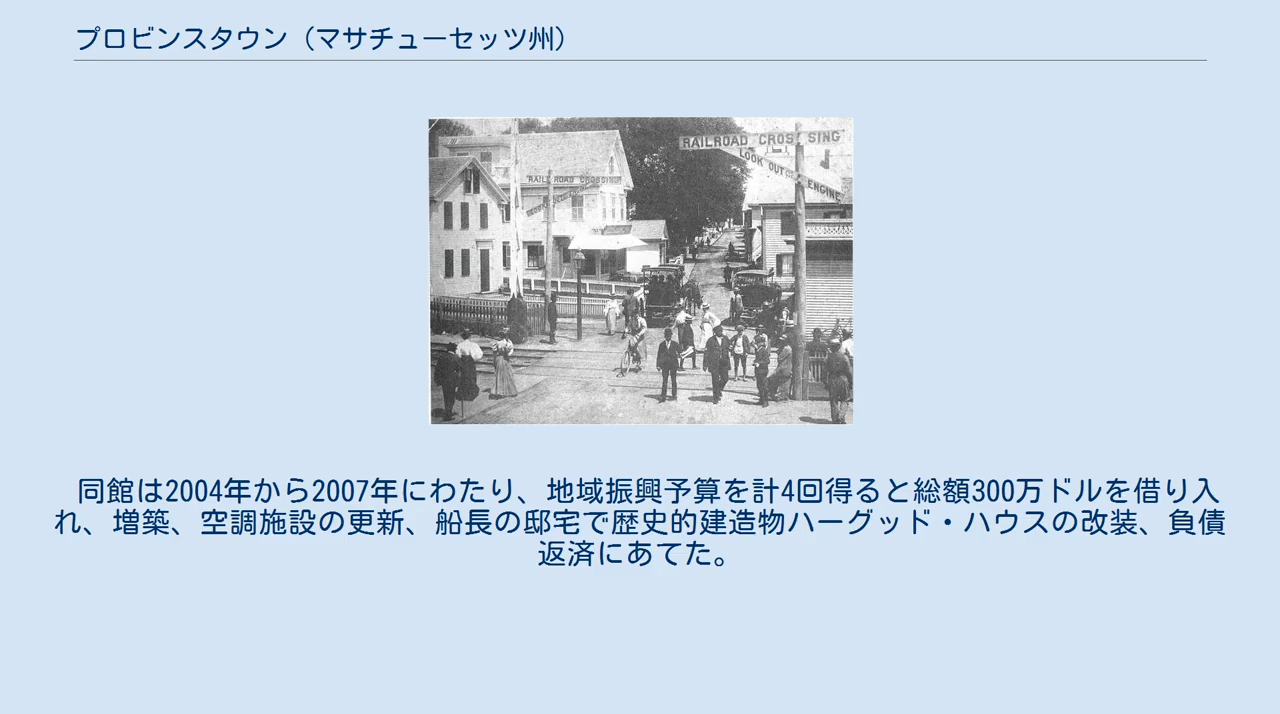 プロビンスタウン（マサチューセッツ州）
RAILROAD CROSSING
LOOK OUT ENGINE
RAILROAD CROSSING
同館は2004年から2007年にわたり、地域振興予算を計4回得ると総額300万ドルを借り入
れ、増築、空調施設の更新、船長の邸宅で歴史的建造物ハーグッド・ハウスの改装、負債
返済にあてた。